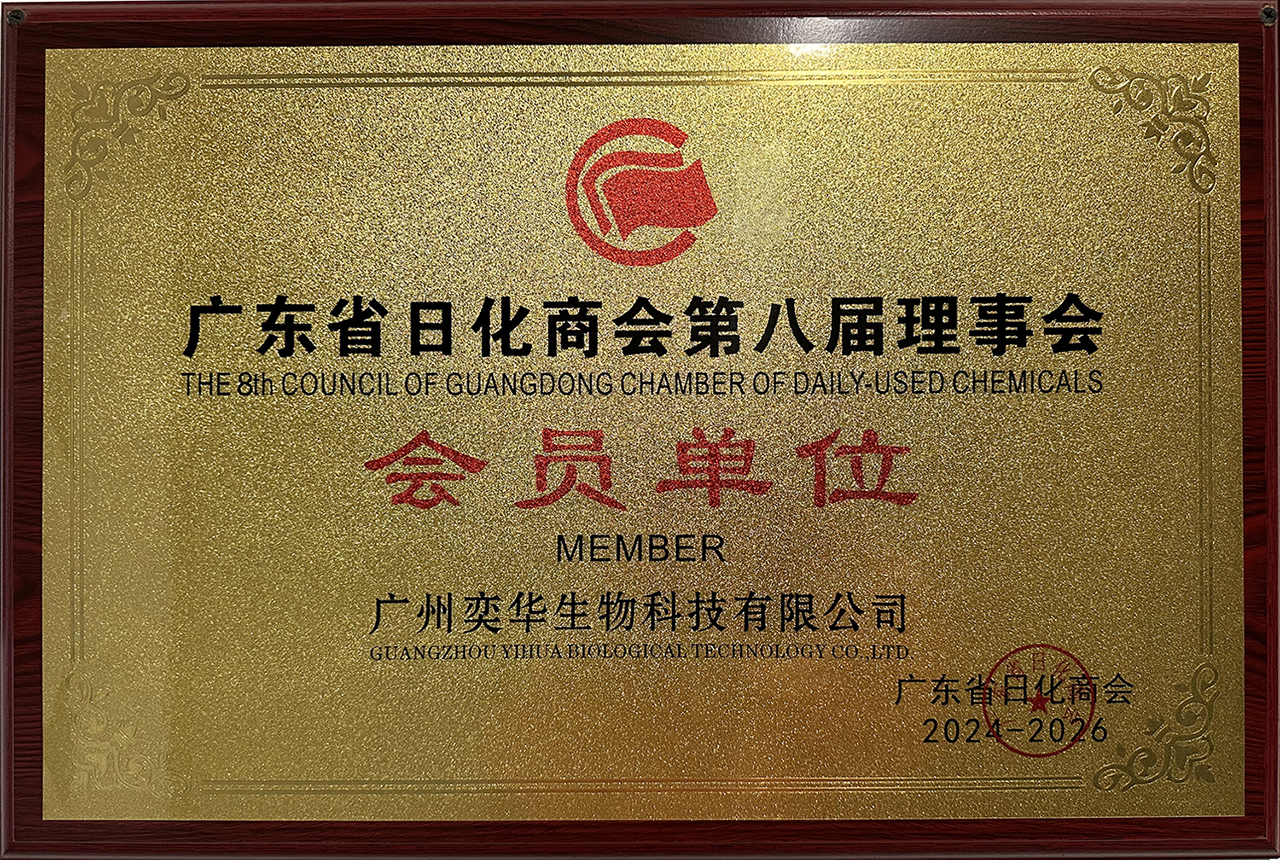 广东省日化商会第八届理事会
THE 8th COUNCIL OF GUANGDONG CHAMBER OF DAILY-USED CHEMICALS
会员单位
MEMBER
广州奕华生物科技有限公司
GUANGZHOU YIHUA BIOLOGICAL TECHNOLOGY CO.,LTD.
广东省日化商会
2024-2026